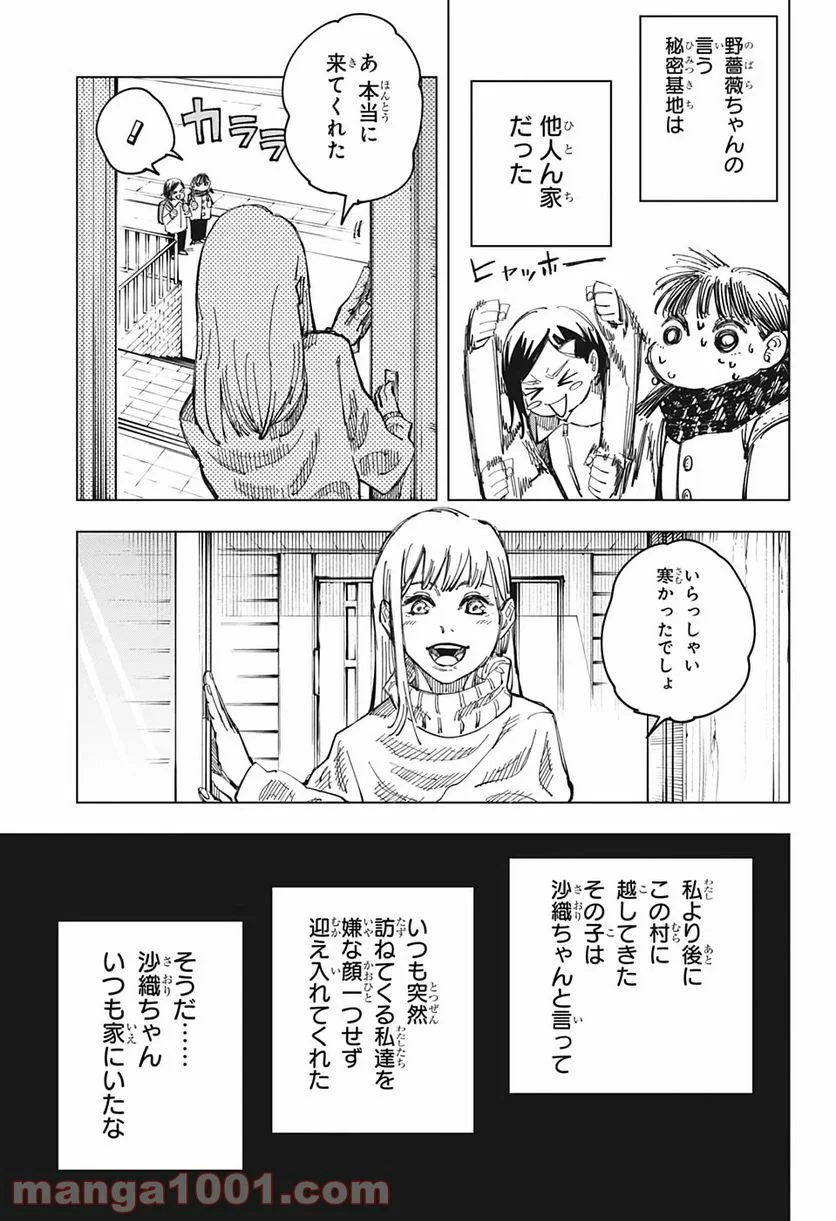 野薔薇ちゃんの
言う
秘密基地は
他人ん家
だった
ヒャッホー
あ 本当に
来てくれた
カララ
!
いらっしゃい
寒かったでしょ
私より後に
この村に
越してきた
その子は
沙織ちゃんと言って
いつも突然
訪ねてくる私達を
嫌な顔一つせず
迎え入れてくれた
そうだ……
沙織ちゃん
いつも家にいたな
manga1001.com